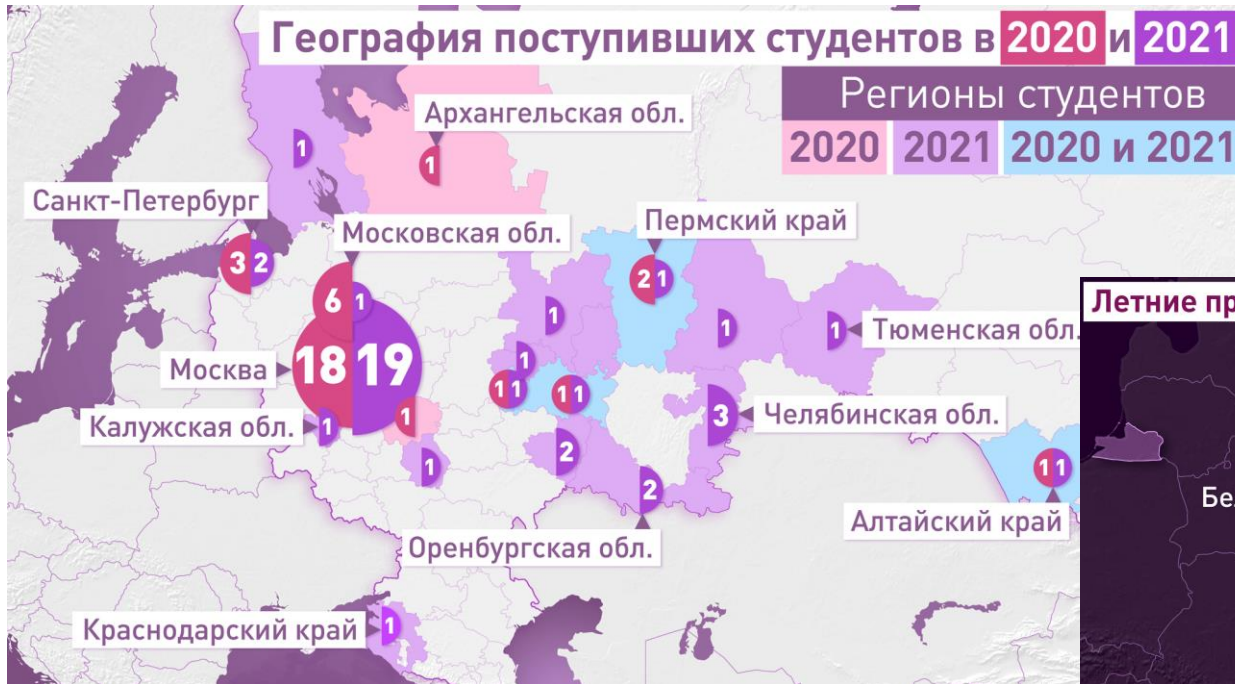 География поступивших студентов в 2020 и 2021
Регионы студентов
2020 2021 2020 и 2021
Архангельская обл.
1
1
Санкт-Петербург
3 2
Московская обл.
6 1
Пермский край
2 1
Летние пр
1
1
1
Тюменская обл.
Москва
18 19
1
1 1
1 1
Калужская обл.
1
1
3
Челябинская обл.
2
1
2
1 1
Бе
Алтайский край
Оренбургская обл.
Краснодарский край
1